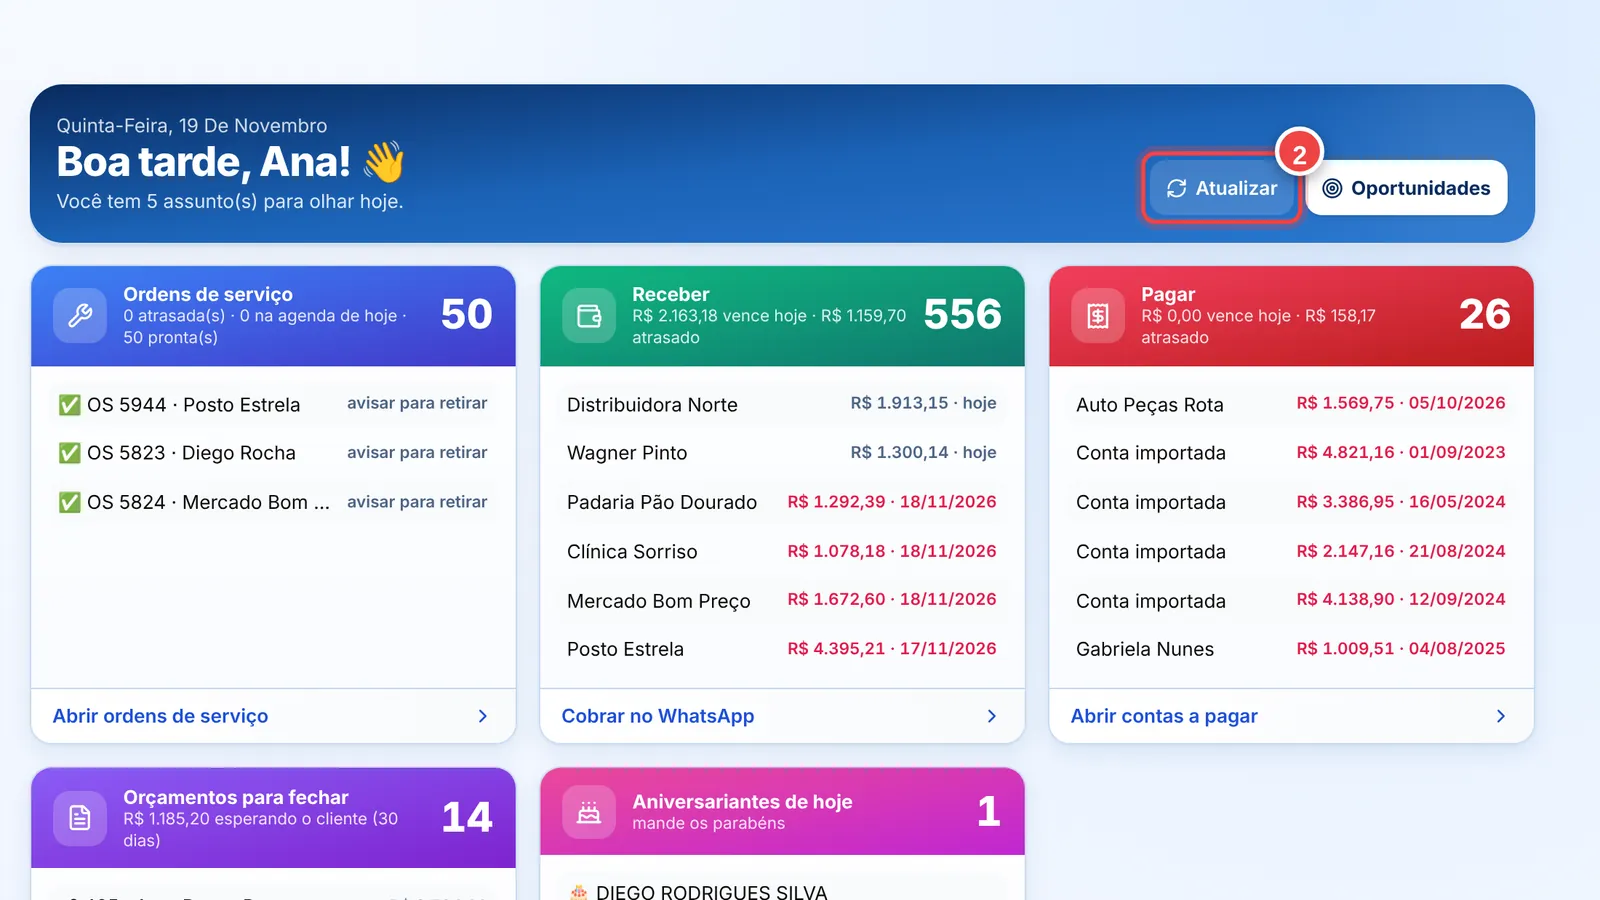 Quinta-Feira, 19 De Novembro
Boa tarde, Ana! 👋
Você tem 5 assunto(s) para olhar hoje.
Atualizar
2
Oportunidades
Ordens de serviço
0 atrasada(s) · 0 na agenda de hoje ·
50 pronta(s)
50
✅ OS 5944 · Posto Estrela avisar para retirar
✅ OS 5823 · Diego Rocha avisar para retirar
✅ OS 5824 · Mercado Bom ... avisar para retirar
Abrir ordens de serviço
Receber
R$ 2.163,18 vence hoje · R$ 1.159,70
atrasado
556
Distribuidora Norte R$ 1.913,15 · hoje
Wagner Pinto R$ 1.300,14 · hoje
Padaria Pão Dourado R$ 1.292,39 · 18/11/2026
Clínica Sorriso R$ 1.078,18 · 18/11/2026
Mercado Bom Preço R$ 1.672,60 · 18/11/2026
Posto Estrela R$ 4.395,21 · 17/11/2026
Cobrar no WhatsApp
Pagar
R$ 0,00 vence hoje · R$ 158,17
atrasado
26
Auto Peças Rota R$ 1.569,75 · 05/10/2026
Conta importada R$ 4.821,16 · 01/09/2023
Conta importada R$ 3.386,95 · 16/05/2024
Conta importada R$ 2.147,16 · 21/08/2024
Conta importada R$ 4.138,90 · 12/09/2024
Gabriela Nunes R$ 1.009,51 · 04/08/2025
Abrir contas a pagar
Orçamentos para fechar
R$ 1.185,20 esperando o cliente (30
dias)
14
Aniversariantes de hoje
mande os parabéns
1
🎂 DIEGO RODRIGUES SILVA